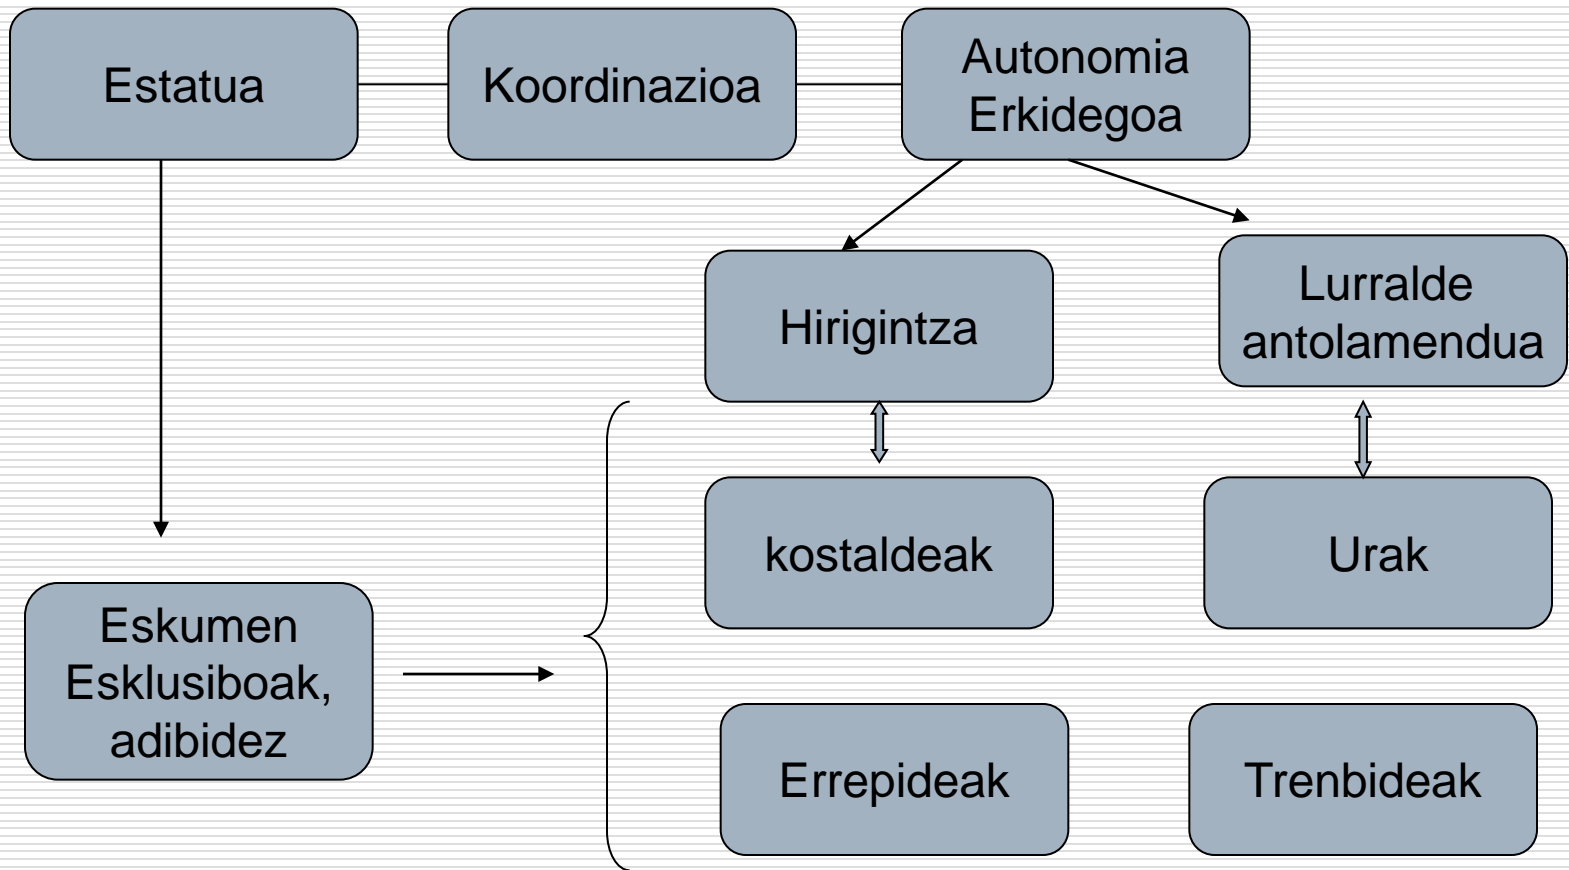 Estatua
Koordinazioa
Autonomia
Erkidegoa
Hirigintza
Lurralde
antolamendua
kostaldeak
Urak
Eskumen
Esklusiboak,
adibidez
Errepideak
Trenbideak